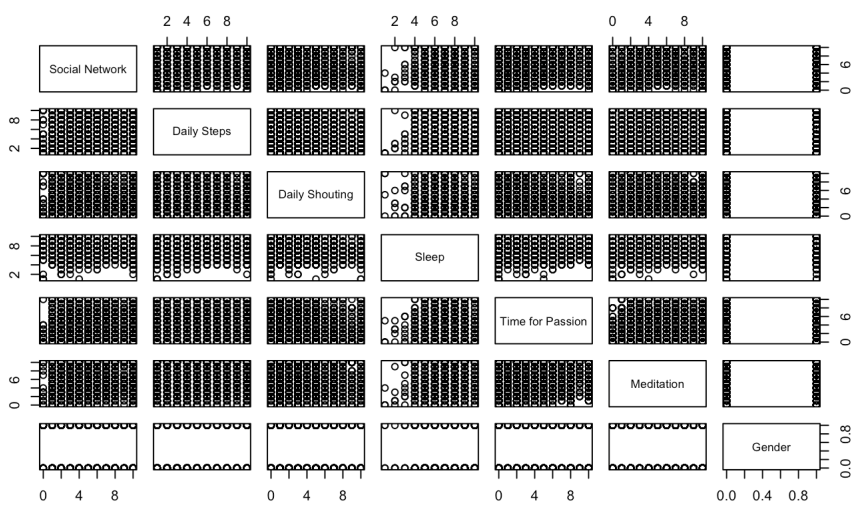 2 4 6 8
2 4 6 8
0 4 8
Social Network
0 6
2 8
Daily Steps
Daily Shouting
0 6
2 8
Sleep
Time for Passion
0 6
0 6
Meditation
Gender
0.0 0.8
0 4 8
0 4 8
0 4 8
0.0 0.4 0.8